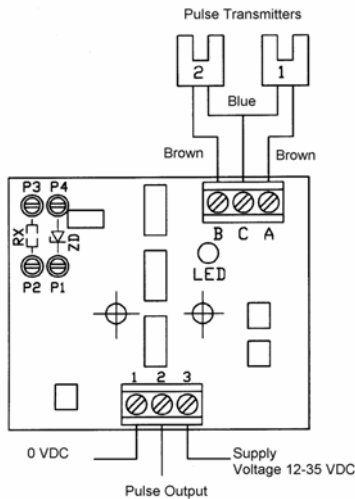 Pulse Transmitters
2 1
Blue
Brown Brown
P3 P4
B C A
RX ZD
LED
P2 P1
1 2 3
0 VDC
Supply
Voltage 12-35 VDC
Pulse Output